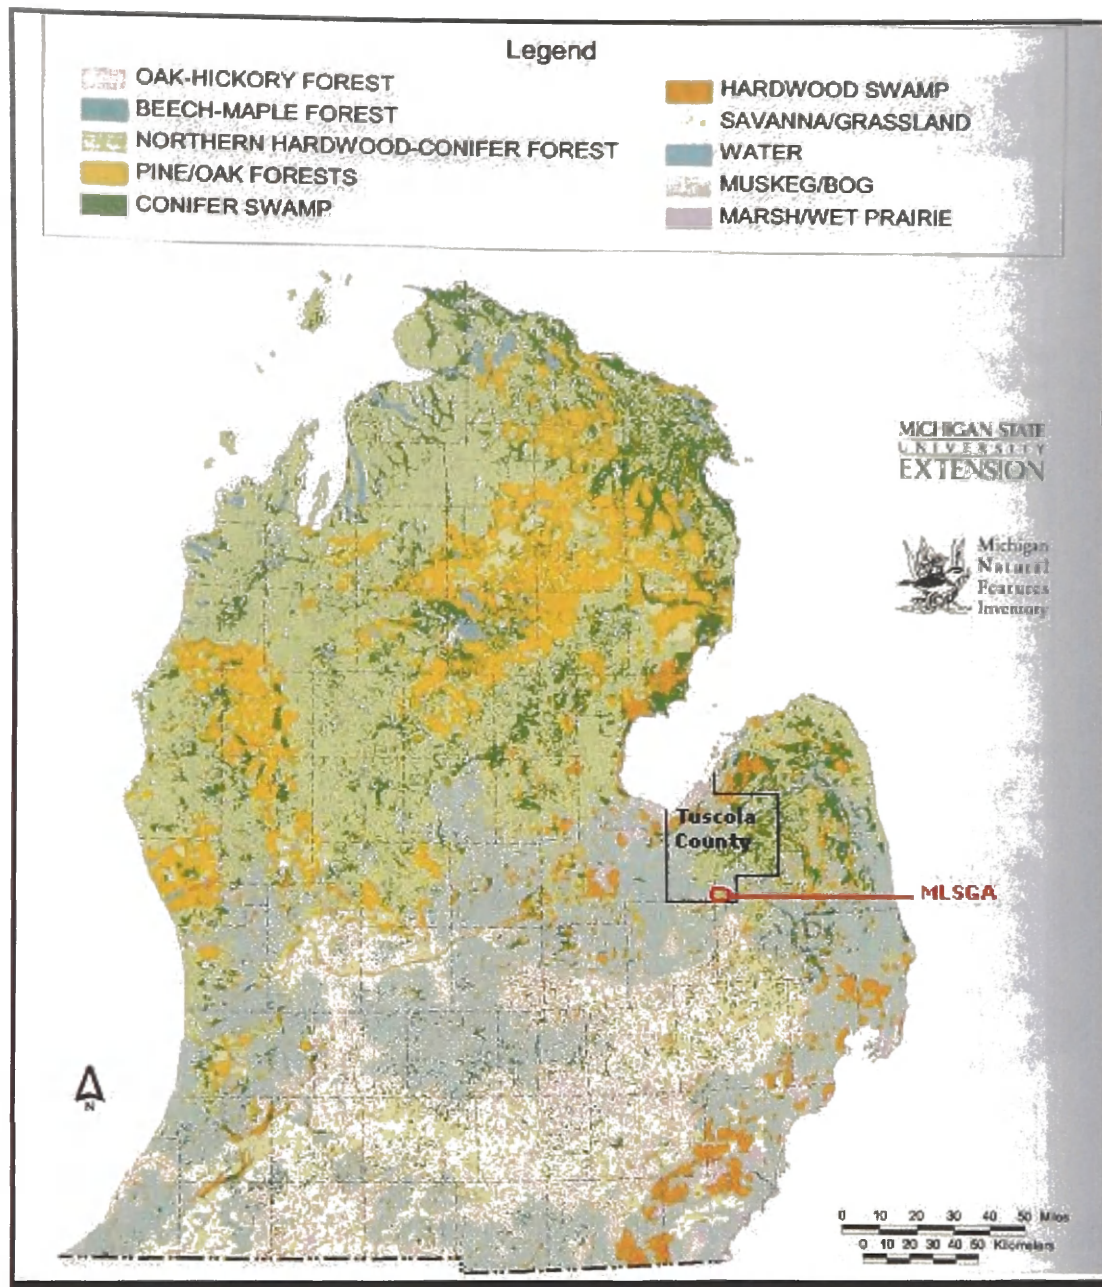 Legend
OAK-HICKORY FOREST
BEECH-MAPLE FOREST
NORTHERN HARDWOOD-CONIFER FOREST
PINE/OAK FORESTS
CONIFER SWAMP
HARDWOOD SWAMP
SAVANNA/GRASSLAND
WATER
MUSKEG/BOG
MARSH/WET PRAIRIE
MICHIGAN STATE
UNIVERSITY
EXTENSION
Michigan
Natural
Features
Inventory
Tuscola
County
MLSGA
N
0 10 20 30 40 50 Miles
0 10 20 30 40 50 Kilometers